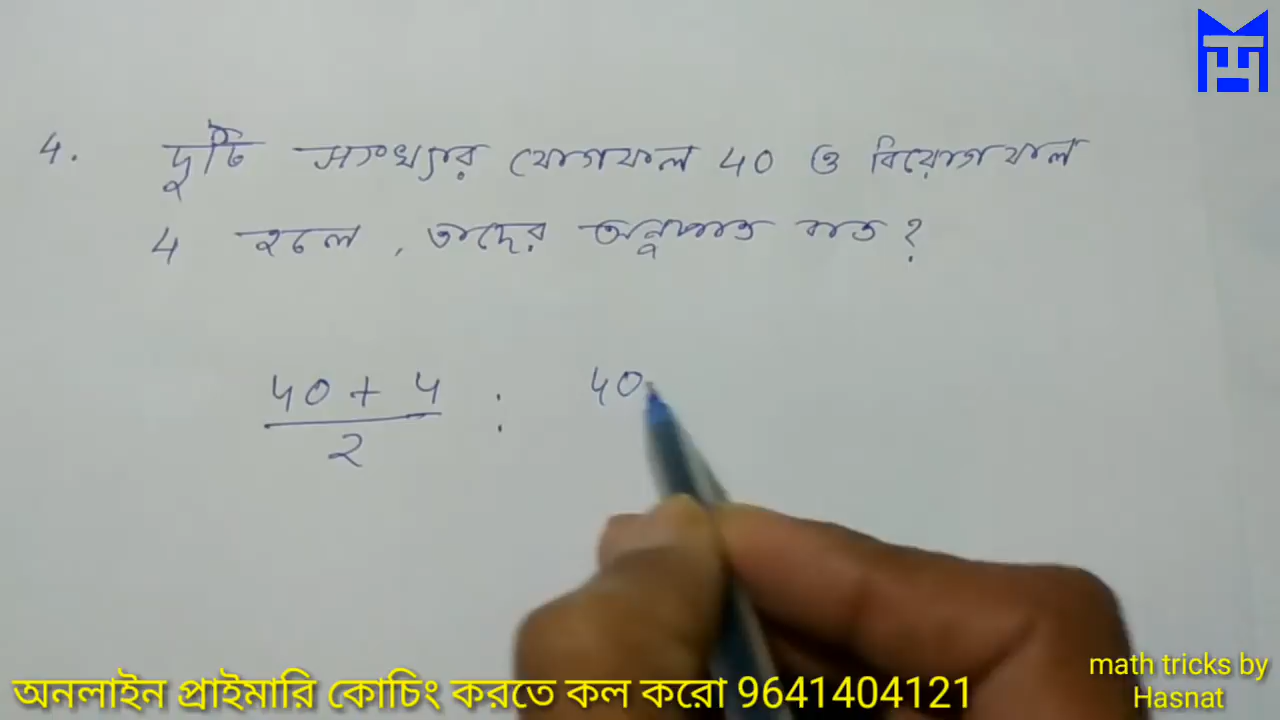 4. দুটি সংখ্যার যোগফল 40 ও বিয়োগফল
4 হলে, তাদের অনুপাত কত?
40 + 4 : 40
2
অনলাইন প্রাইমারি কোচিং করতে কল করো 9641404121
math tricks by
Hasnat